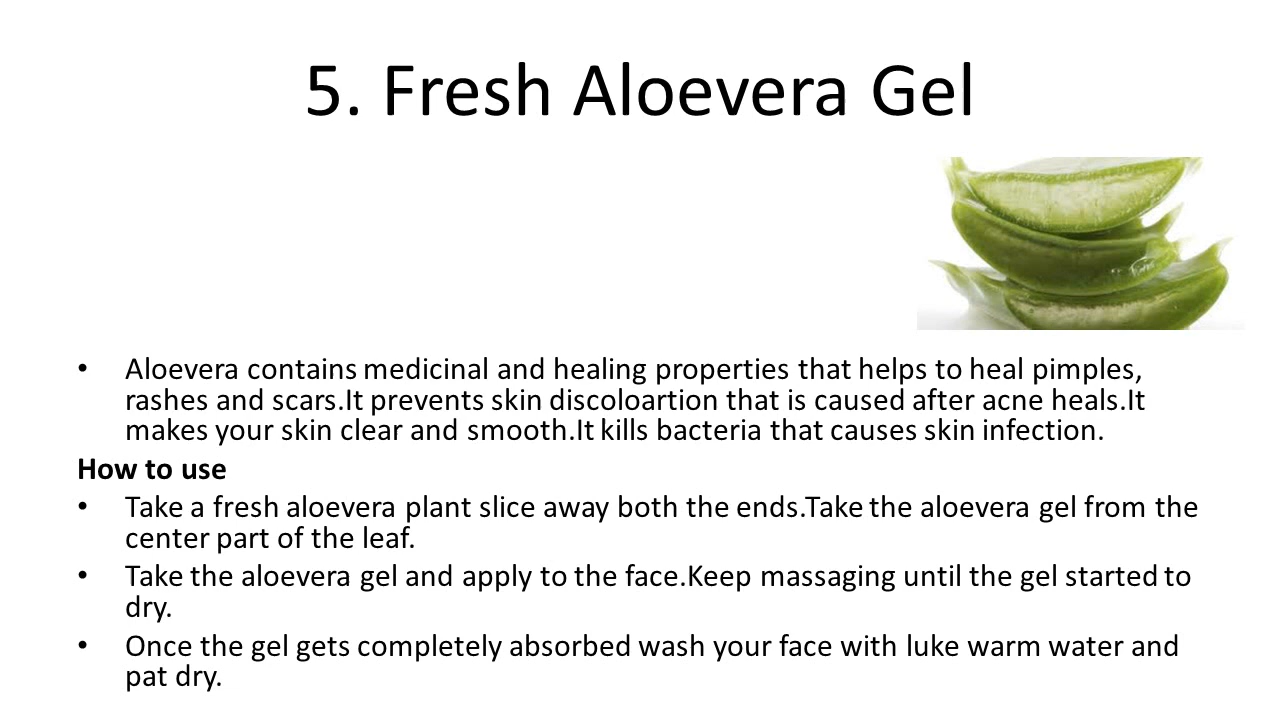 5. Fresh Aloevera Gel
• Aloevera contains medicinal and healing properties that helps to heal pimples,
rashes and scars.It prevents skin discoloartion that is caused after acne heals.It
makes your skin clear and smooth.It kills bacteria that causes skin infection.
How to use
• Take a fresh aloevera plant slice away both the ends.Take the aloevera gel from the
center part of the leaf.
• Take the aloevera gel and apply to the face.Keep massaging until the gel started to
dry.
• Once the gel gets completely absorbed wash your face with luke warm water and
pat dry.